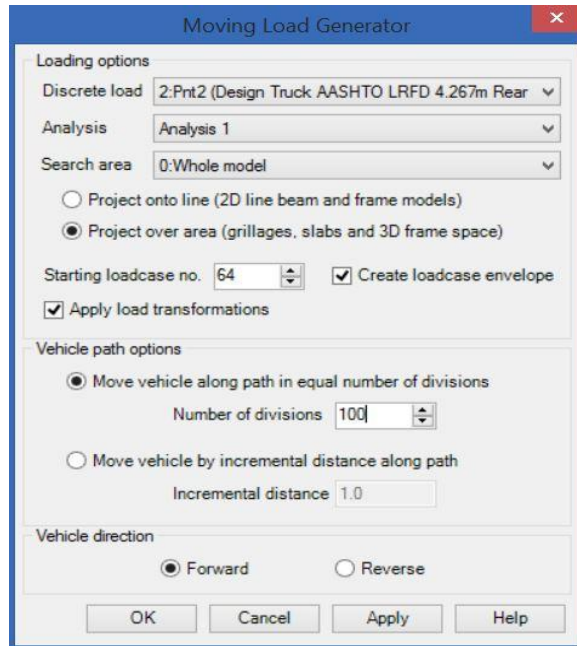 Moving Load Generator
Loading options
Discrete load 2:Pnt2 (Design Truck AASHTO LRFD 4.267m Rear
Analysis Analysis 1
Search area 0:Whole model
Project onto line (2D line beam and frame models)
Project over area (grillages, slabs and 3D frame space)
Starting loadcase no. 64 Create loadcase envelope
Apply load transformations
Vehicle path options
Move vehicle along path in equal number of divisions
Number of divisions 100
Move vehicle by incremental distance along path
Incremental distance 1.0
Vehicle direction
Forward Reverse
OK Cancel Apply Help